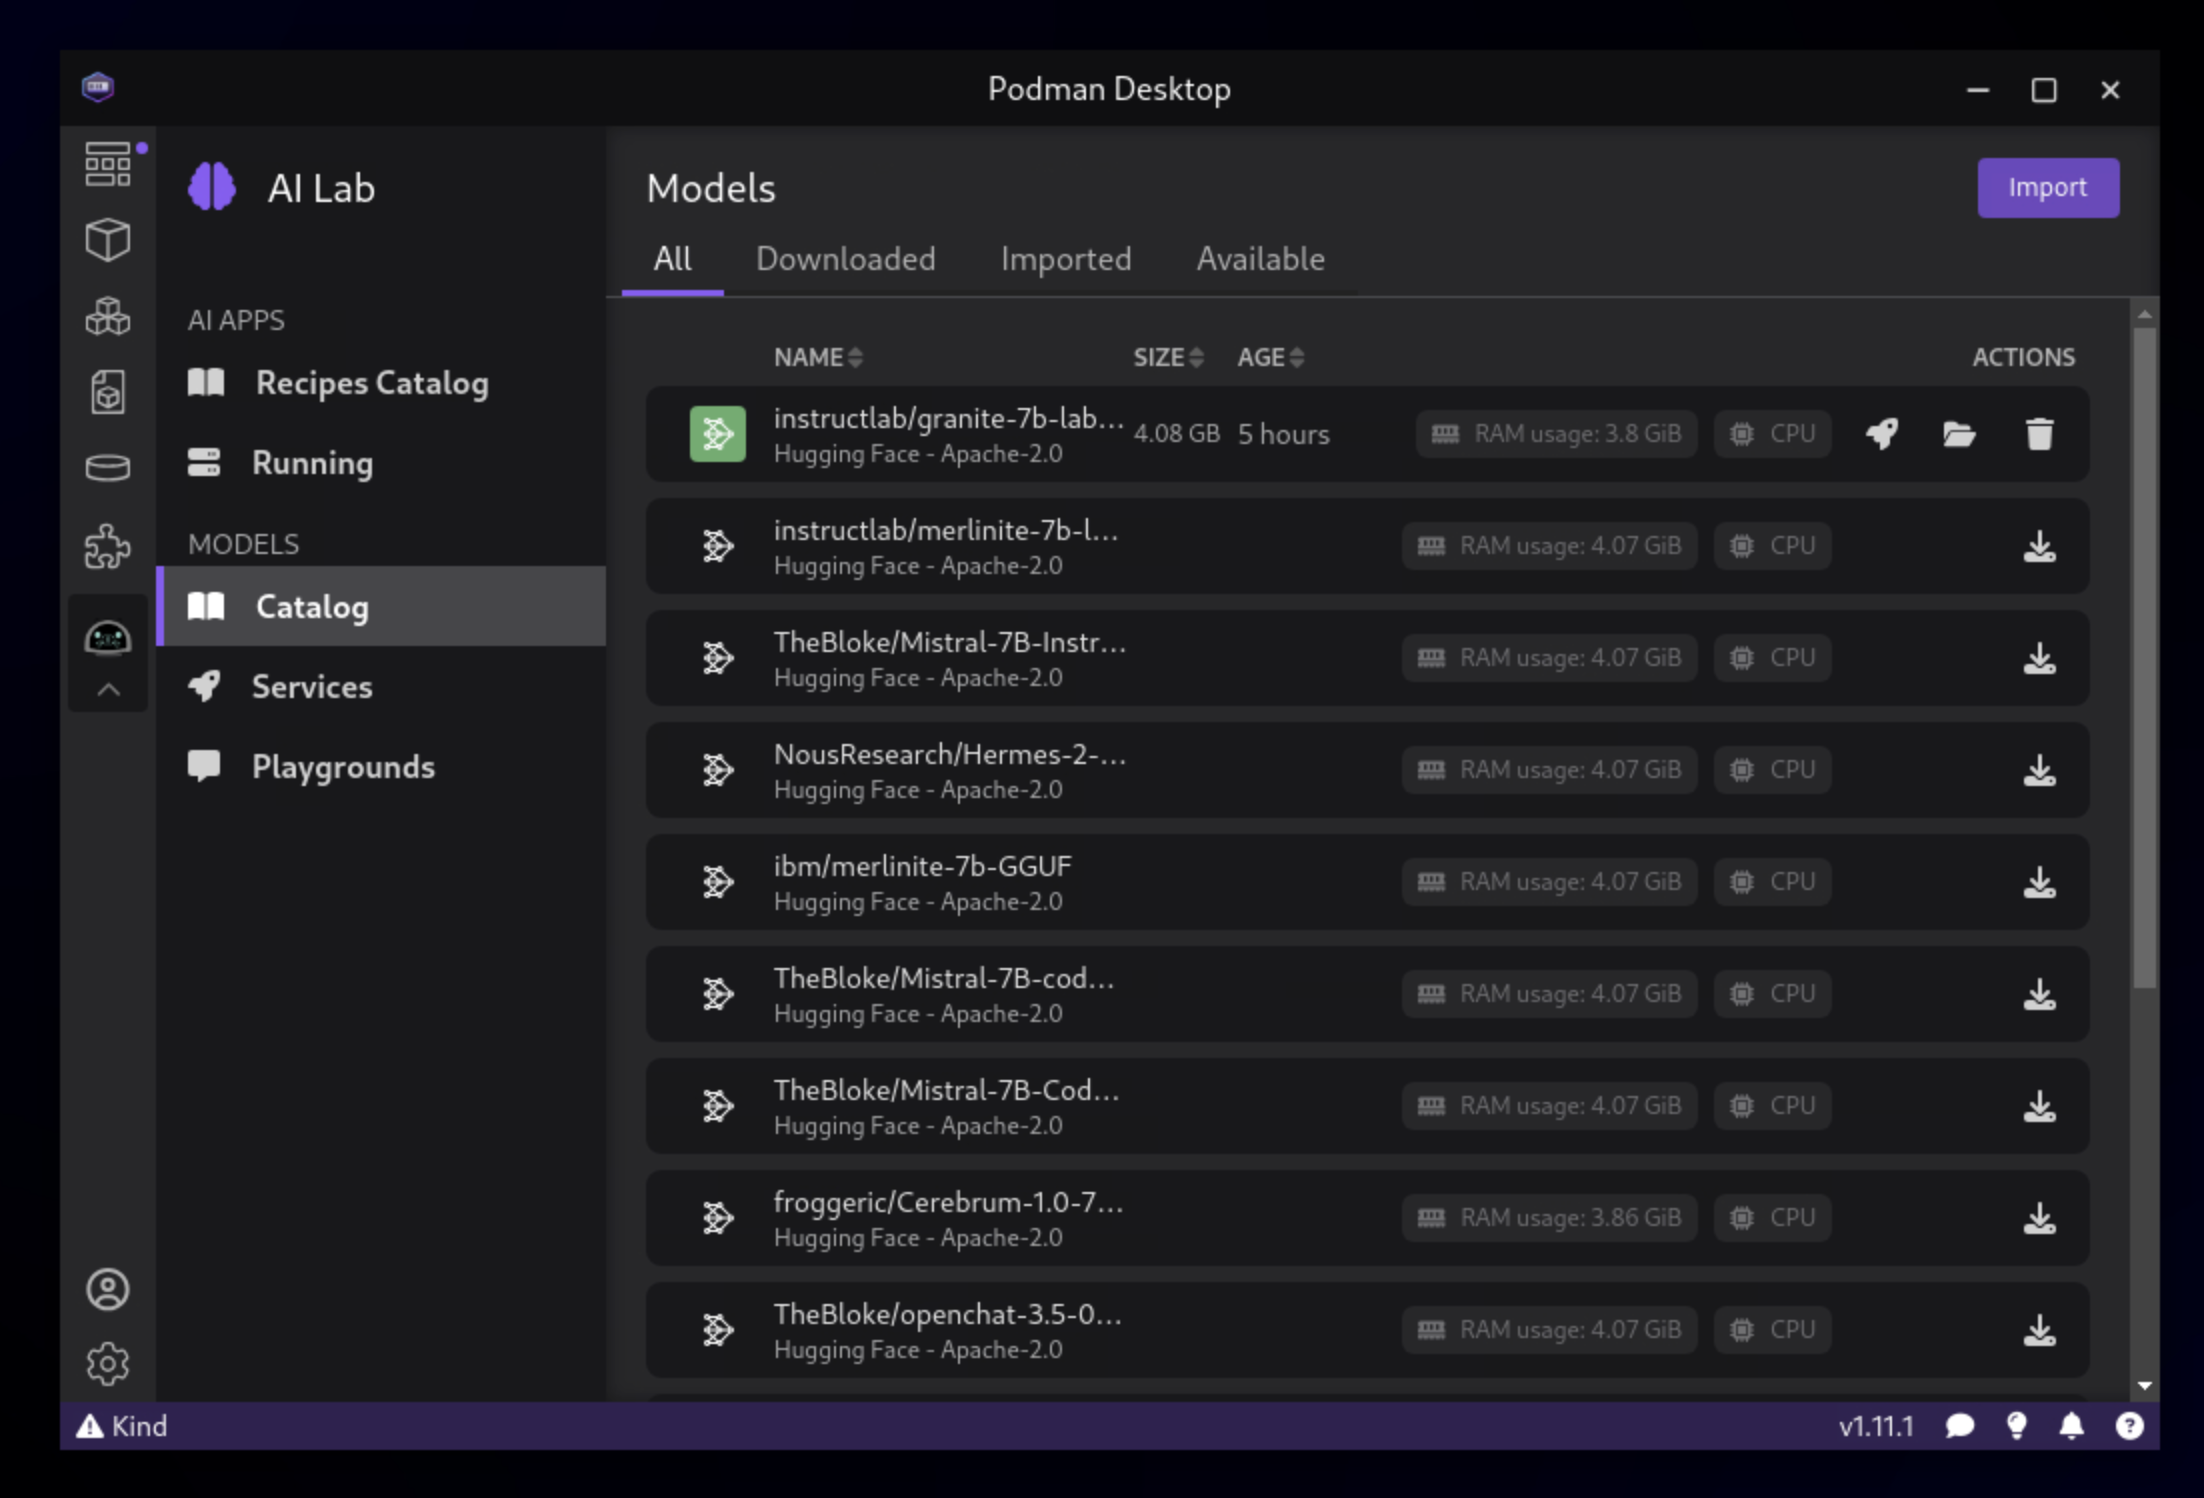 Podman Desktop
AI Lab
AI APPS
Recipes Catalog
Running
MODELS
Catalog
Services
Playgrounds
Models
Import
All Downloaded Imported Available
NAME SIZE AGE ACTIONS
instructlab/granite-7b-lab... 4.08 GB 5 hours RAM usage: 3.8 GiB CPU
Hugging Face - Apache-2.0
instructlab/merlinite-7b-l... RAM usage: 4.07 GiB CPU
Hugging Face - Apache-2.0
TheBloke/Mistral-7B-Instr... RAM usage: 4.07 GiB CPU
Hugging Face - Apache-2.0
NousResearch/Hermes-2-... RAM usage: 4.07 GiB CPU
Hugging Face - Apache-2.0
ibm/merlinite-7b-GGUF RAM usage: 4.07 GiB CPU
Hugging Face - Apache-2.0
TheBloke/Mistral-7B-cod... RAM usage: 4.07 GiB CPU
Hugging Face - Apache-2.0
TheBloke/Mistral-7B-Cod... RAM usage: 4.07 GiB CPU
Hugging Face - Apache-2.0
froggeric/Cerebrum-1.0-7... RAM usage: 3.86 GiB CPU
Hugging Face - Apache-2.0
TheBloke/openchat-3.5-0... RAM usage: 4.07 GiB CPU
Hugging Face - Apache-2.0
Kind v1.11.1